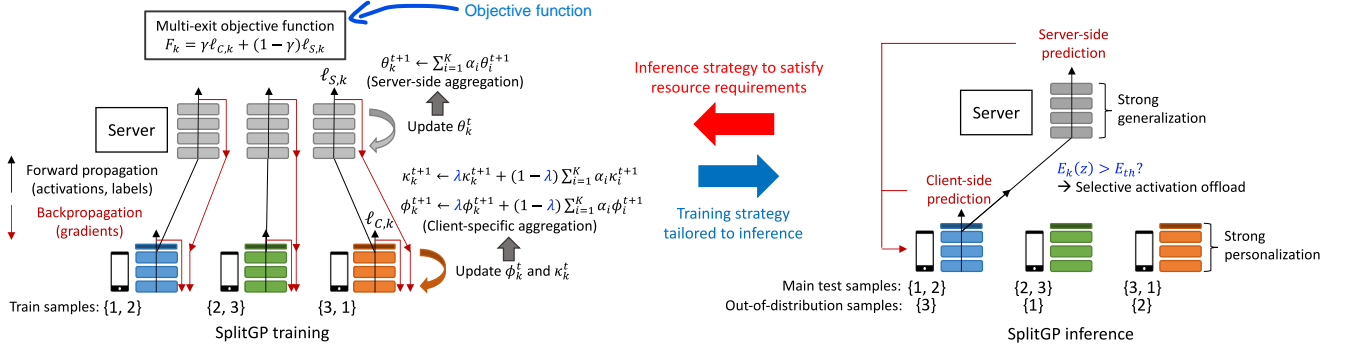 Objective function
Multi-exit objective function
F_k = γℓ_{C,k} + (1 − γ)ℓ_{S,k}
ℓ_{S,k}
θ_k^{t+1} ← Σ_{i=1}^{K} α_i θ_i^{t+1}
(Server-side aggregation)
Update θ_k^t
Server
Forward propagation
(activations, labels)
Backpropagation
(gradients)
κ_k^{t+1} ← λκ_k^{t+1} + (1 − λ) Σ_{i=1}^{K} α_i κ_i^{t+1}
ϕ_k^{t+1} ← λϕ_k^{t+1} + (1 − λ) Σ_{i=1}^{K} α_i ϕ_i^{t+1}
(Client-specific aggregation)
ℓ_{C,k}
Update ϕ_k^t and κ_k^t
Train samples: {1, 2} {2, 3} {3, 1}
SplitGP training
Inference strategy to satisfy
resource requirements
Training strategy
tailored to inference
Server-side
prediction
Server
Strong
generalization
E_k(z) > E_{th}?
→ Selective activation offload
Client-side
prediction
Strong
personalization
Main test samples: {1, 2} {2, 3} {3, 1}
Out-of-distribution samples: {3} {1} {2}
SplitGP inference